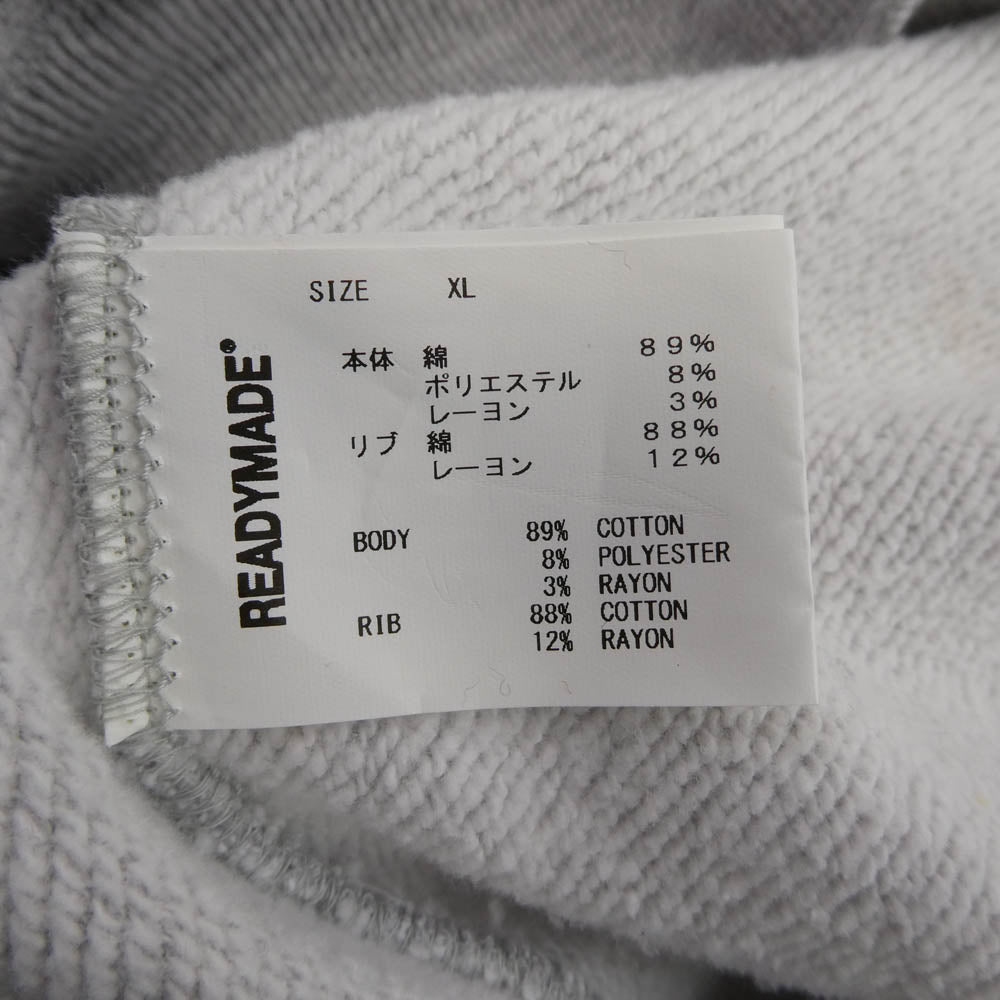 READYMADE®
SIZE XL
本体 綿 89%
ポリエステル 8%
レーヨン 3%
リブ 綿 88%
レーヨン 12%
BODY 89% COTTON
8% POLYESTER
3% RAYON
RIB 88% COTTON
12% RAYON